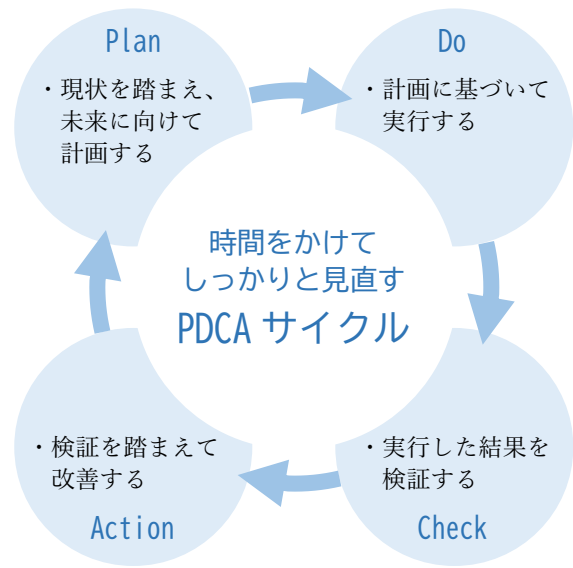 Plan
・現状を踏まえ、
未来に向けて
計画する
Do
・計画に基づいて
実行する
時間をかけて
しっかりと見直す
PDCA サイクル
・検証を踏まえて
改善する
Action
・実行した結果を
検証する
Check